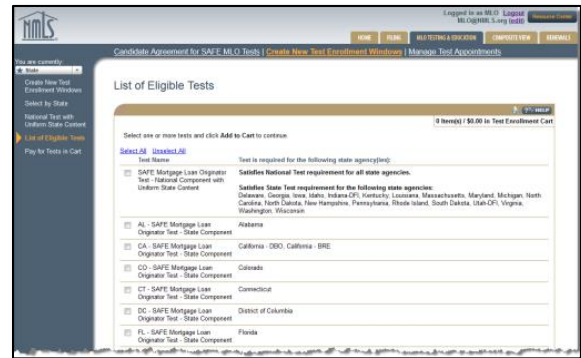 Logged in as MLO Logout
MLO@NMLS.org (edit)
Resource Center
NMLS
HOME FILING MLO TESTING & EDUCATION COMPOSITE VIEW RENEWALS
Candidate Agreement for SAFE MLO Tests | Create New Test Enrollment Windows | Manage Test Appointments
You are currently:
State
Create New Test
Enrollment Windows
Select by State
National Test with
Uniform State Content
List of Eligible Tests
Pay for Tests in Cart
List of Eligible Tests
HELP
0 Item(s) / $0.00 in Test Enrollment Cart
Select one or more tests and click Add to Cart to continue.
Select All Unselect All
Test Name Test is required for the following state agency(ies):
SAFE Mortgage Loan Originator
Test - National Component with
Uniform State Content
Satisfies National Test requirement for all state agencies.
Satisfies State Test requirement for the following state agencies:
Delaware, Georgia, Iowa, Idaho, Indiana-DFI, Kentucky, Louisiana, Massachusetts, Maryland, Michigan, North
Carolina, North Dakota, New Hampshire, Pennsylvania, Rhode Island, South Dakota, Utah-DFI, Virginia,
Washington, Wisconsin
AL - SAFE Mortgage Loan
Originator Test - State Component
Alabama
CA - SAFE Mortgage Loan
Originator Test - State Component
California - DBO, California - BRE
CO - SAFE Mortgage Loan
Originator Test - State Component
Colorado
CT - SAFE Mortgage Loan
Originator Test - State Component
Connecticut
DC - SAFE Mortgage Loan
Originator Test - State Component
District of Columbia
FL - SAFE Mortgage Loan
Originator Test - State Component
Florida